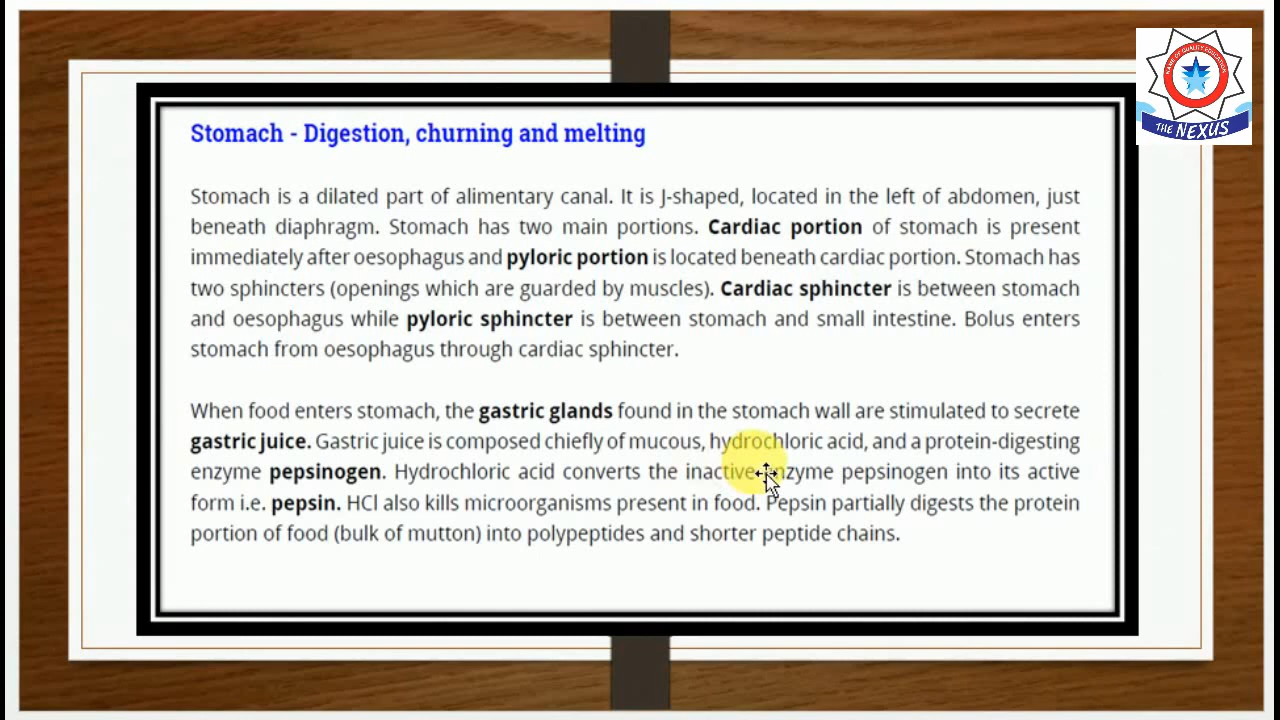 Stomach - Digestion, churning and melting
Stomach is a dilated part of alimentary canal. It is J-shaped, located in the left of abdomen, just
beneath diaphragm. Stomach has two main portions. Cardiac portion of stomach is present
immediately after oesophagus and pyloric portion is located beneath cardiac portion. Stomach has
two sphincters (openings which are guarded by muscles). Cardiac sphincter is between stomach
and oesophagus while pyloric sphincter is between stomach and small intestine. Bolus enters
stomach from oesophagus through cardiac sphincter.
When food enters stomach, the gastric glands found in the stomach wall are stimulated to secrete
gastric juice. Gastric juice is composed chiefly of mucous, hydrochloric acid, and a protein-digesting
enzyme pepsinogen. Hydrochloric acid converts the inactive enzyme pepsinogen into its active
form i.e. pepsin. HCl also kills microorganisms present in food. Pepsin partially digests the protein
portion of food (bulk of mutton) into polypeptides and shorter peptide chains.
NAME OF QUALITY EDUCATION
THE NEXUS